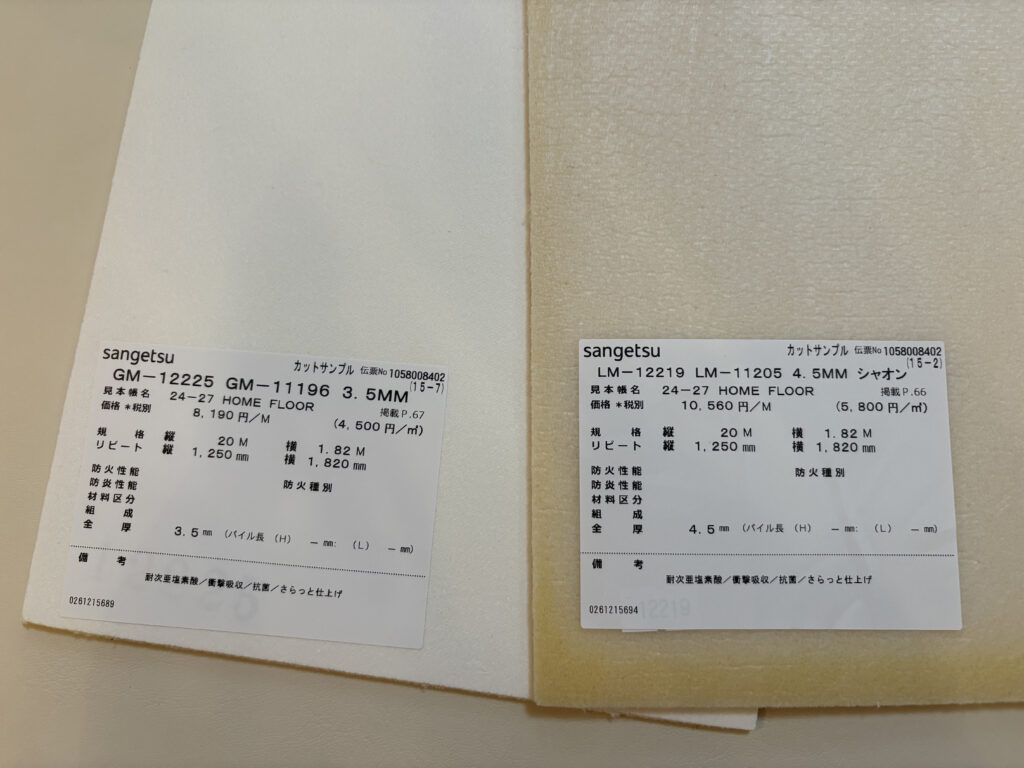 sangetsu
カットサンプル 伝票No 1058008402
GM-12225 GM-11196 3.5MM (15-7)
見本帳名 24-27 HOME FLOOR 掲載P.67
価格*税別 8,190円/M (4,500円/㎡)
規格 縦 20M 横 1.82M
リピート 縦 1,250mm 横 1,820mm
防火性能 防火種別
防炎性能
材料区分
組成
全厚 3.5mm (パイル長 (H) -mm: (L) -mm)
備考
耐次亜塩素酸/衝撃吸収/抗菌/さらっと仕上げ
0261215689
sangetsu
カットサンプル 伝票No 1058008402
LM-12219 LM-11205 4.5MM シャオン (15-2)
見本帳名 24-27 HOME FLOOR 掲載P.66
価格*税別 10,560円/M (5,800円/㎡)
規格 縦 20M 横 1.82M
リピート 縦 1,250mm 横 1,820mm
防火性能 防火種別
防炎性能
材料区分
組成
全厚 4.5mm (パイル長 (H) -mm: (L) -mm)
備考
耐次亜塩素酸/衝撃吸収/抗菌/さらっと仕上げ
0261215694
12219